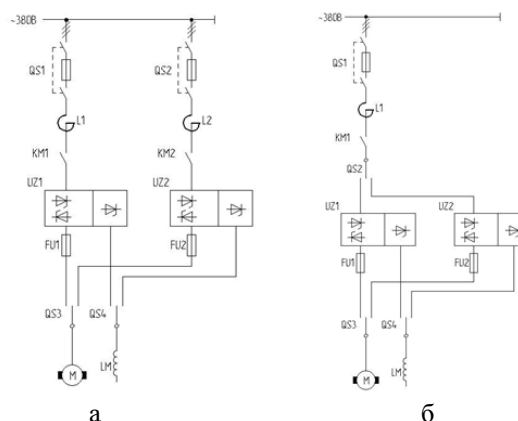 ~380В ~380В
QS1 QS2 QS1
L1 L2 L1
KM1 KM2 KM1
QS2
UZ1 UZ2 UZ1 UZ2
FU1 FU2 FU1 FU2
QS3 QS4 QS3 QS4
M LM M LM
а б